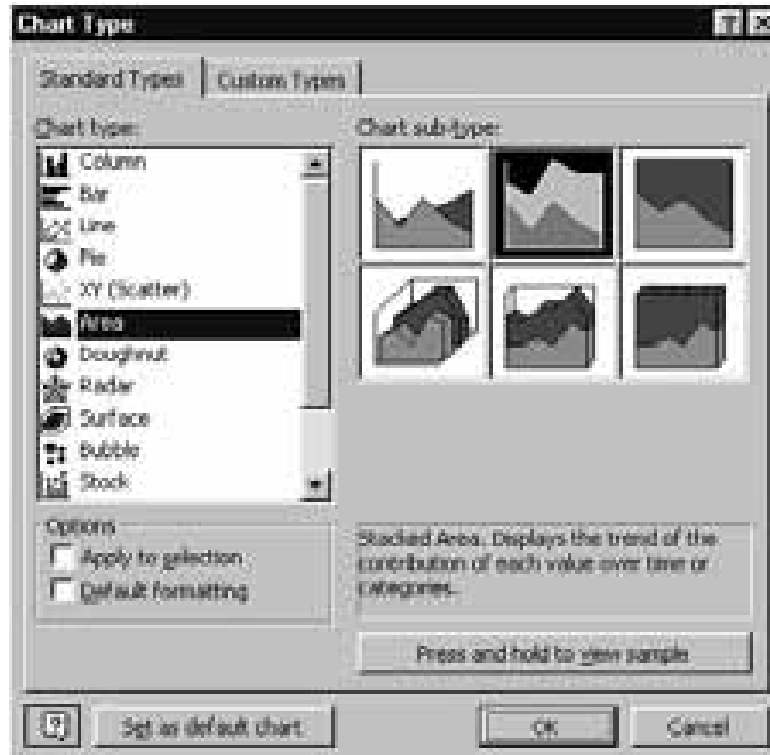 Chart Type
Standard Types
Custom Types
Chart type:
Column
Bar
Line
Pie
XY (Scatter)
Area
Doughnut
Radar
Surface
Bubble
Stock
Chart sub-type:
Options
Apply to selection
Default formatting
Stacked Area. Displays the trend of the
contribution of each value over time or
categories.
Press and hold to view sample
Set as default chart
OK
Cancel